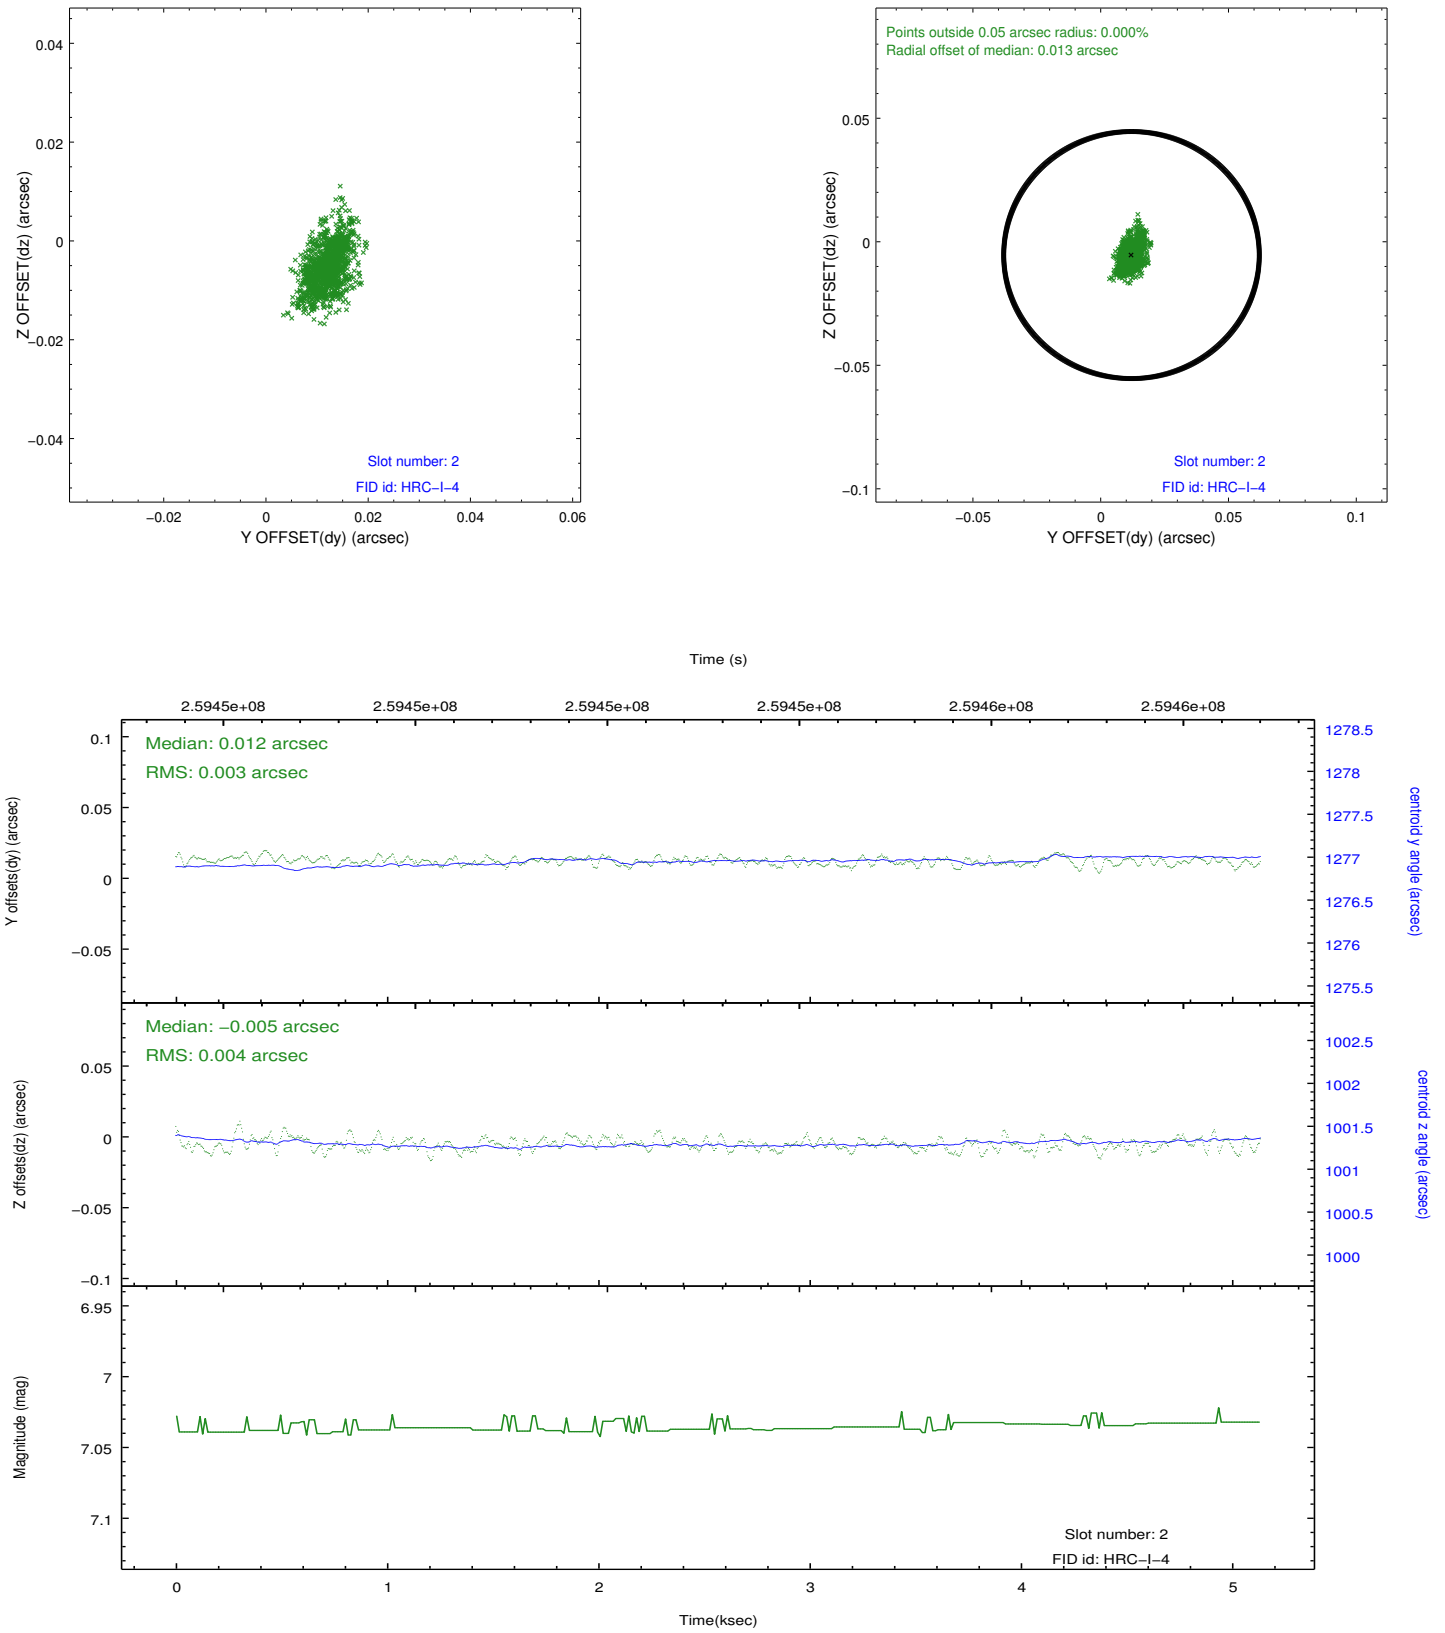 0.04
0.02
0
−0.02
−0.04
Z OFFSET(dz) (arcsec)
Slot number: 2
FID id: HRC−I−4
−0.02 0 0.02 0.04 0.06
Y OFFSET(dy) (arcsec)
Points outside 0.05 arcsec radius: 0.000%
Radial offset of median: 0.013 arcsec
0.05
0
−0.05
−0.1
Z OFFSET(dz) (arcsec)
Slot number: 2
FID id: HRC−I−4
−0.05 0 0.05 0.1
Y OFFSET(dy) (arcsec)
Time (s)
2.5945e+08 2.5945e+08 2.5945e+08 2.5945e+08 2.5946e+08 2.5946e+08
Median: 0.012 arcsec
RMS: 0.003 arcsec
0.1
0.05
0
−0.05
Y offsets(dy) (arcsec)
1278.5
1278
1277.5
1277
1276.5
1276
1275.5
centroid y angle (arcsec)
Median: −0.005 arcsec
RMS: 0.004 arcsec
0.05
0
−0.05
−0.1
Z offsets(dz) (arcsec)
1002.5
1002
1001.5
1001
1000.5
1000
centroid z angle (arcsec)
6.95
7
7.05
7.1
Magnitude (mag)
Slot number: 2
FID id: HRC−I−4
0 1 2 3 4 5
Time(ksec)